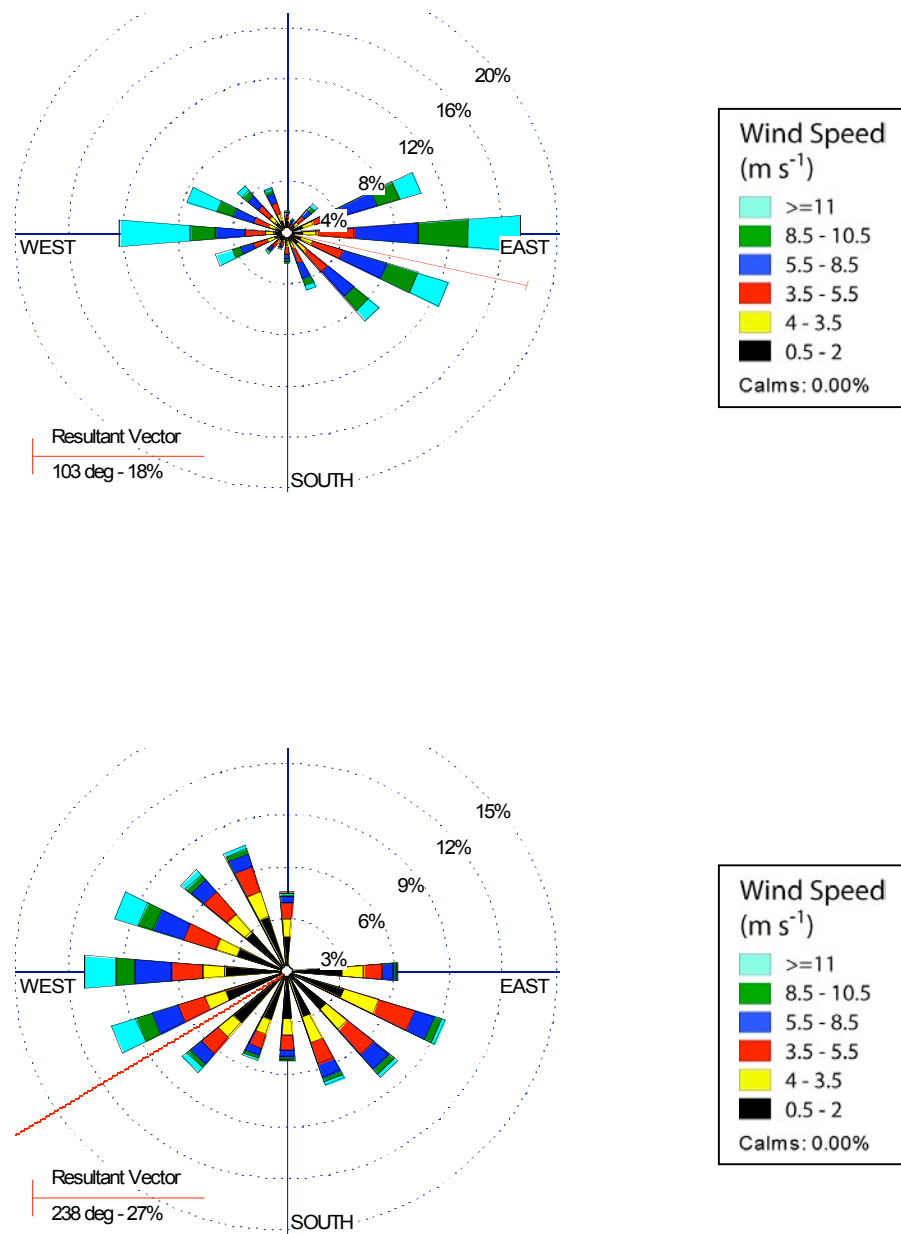 20%
16%
12%
8%
4%
WEST
EAST
Resultant Vector
103 deg - 18%
SOUTH
Wind Speed
(m s-1)
>=11
8.5 - 10.5
5.5 - 8.5
3.5 - 5.5
4 - 3.5
0.5 - 2
Calms: 0.00%
15%
12%
9%
6%
3%
WEST
EAST
Resultant Vector
238 deg - 27%
SOUTH
Wind Speed
(m s-1)
>=11
8.5 - 10.5
5.5 - 8.5
3.5 - 5.5
4 - 3.5
0.5 - 2
Calms: 0.00%